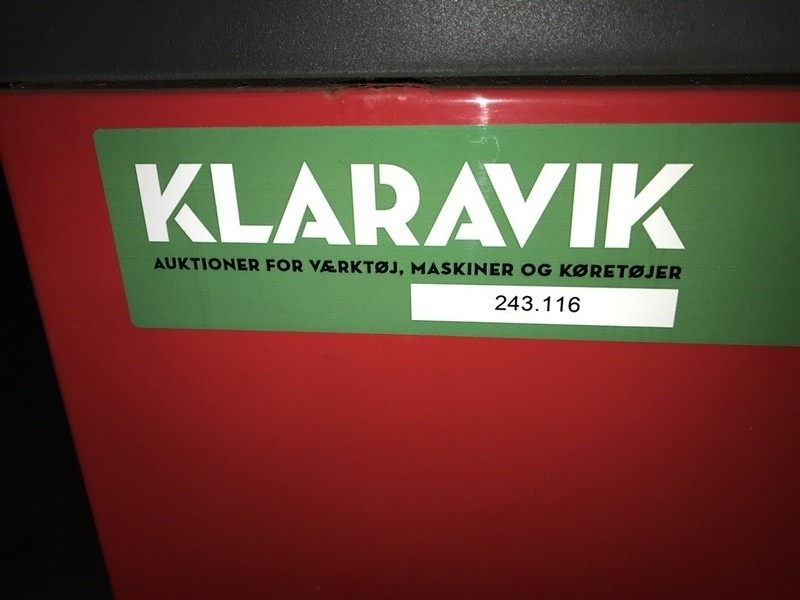 KLARAVIK
AUKTIONER FOR VÆRKTØJ, MASKINER OG KØRETØJER
243.116